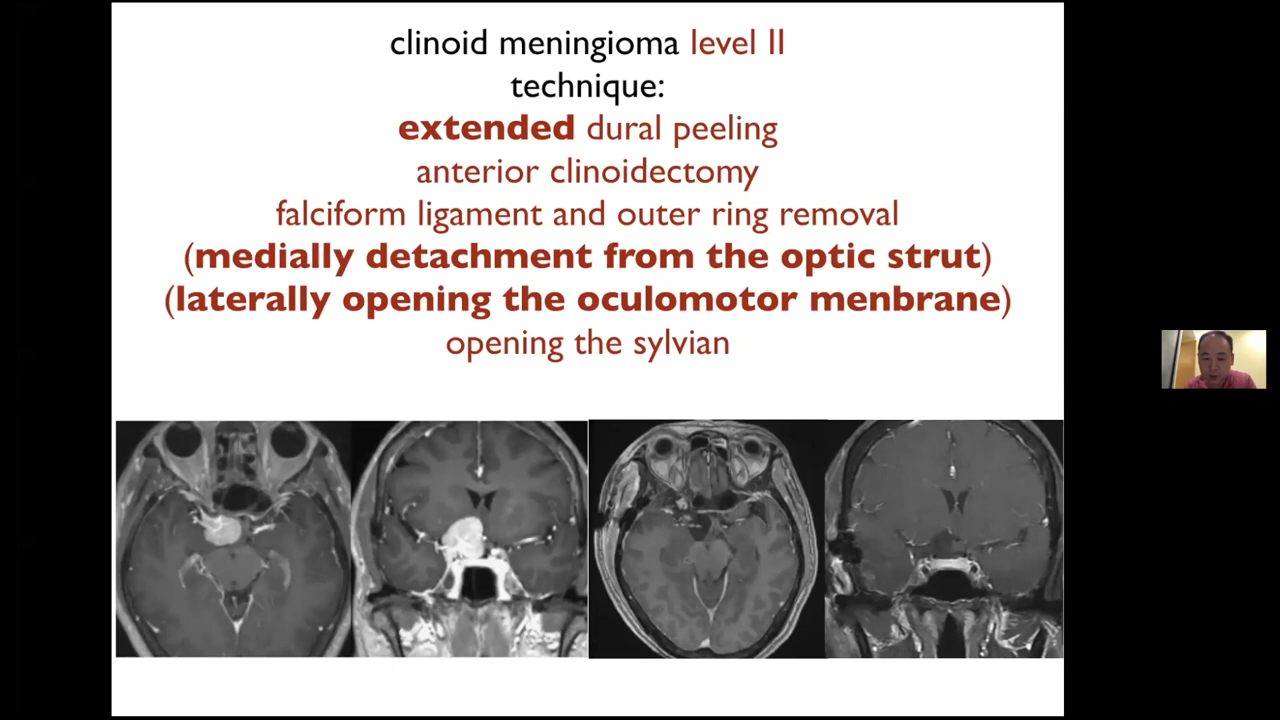 clinoid meningioma level II
technique:
extended dural peeling
anterior clinoidectomy
falciform ligament and outer ring removal
(medially detachment from the optic strut)
(laterally opening the oculomotor menbrane)
opening the sylvian